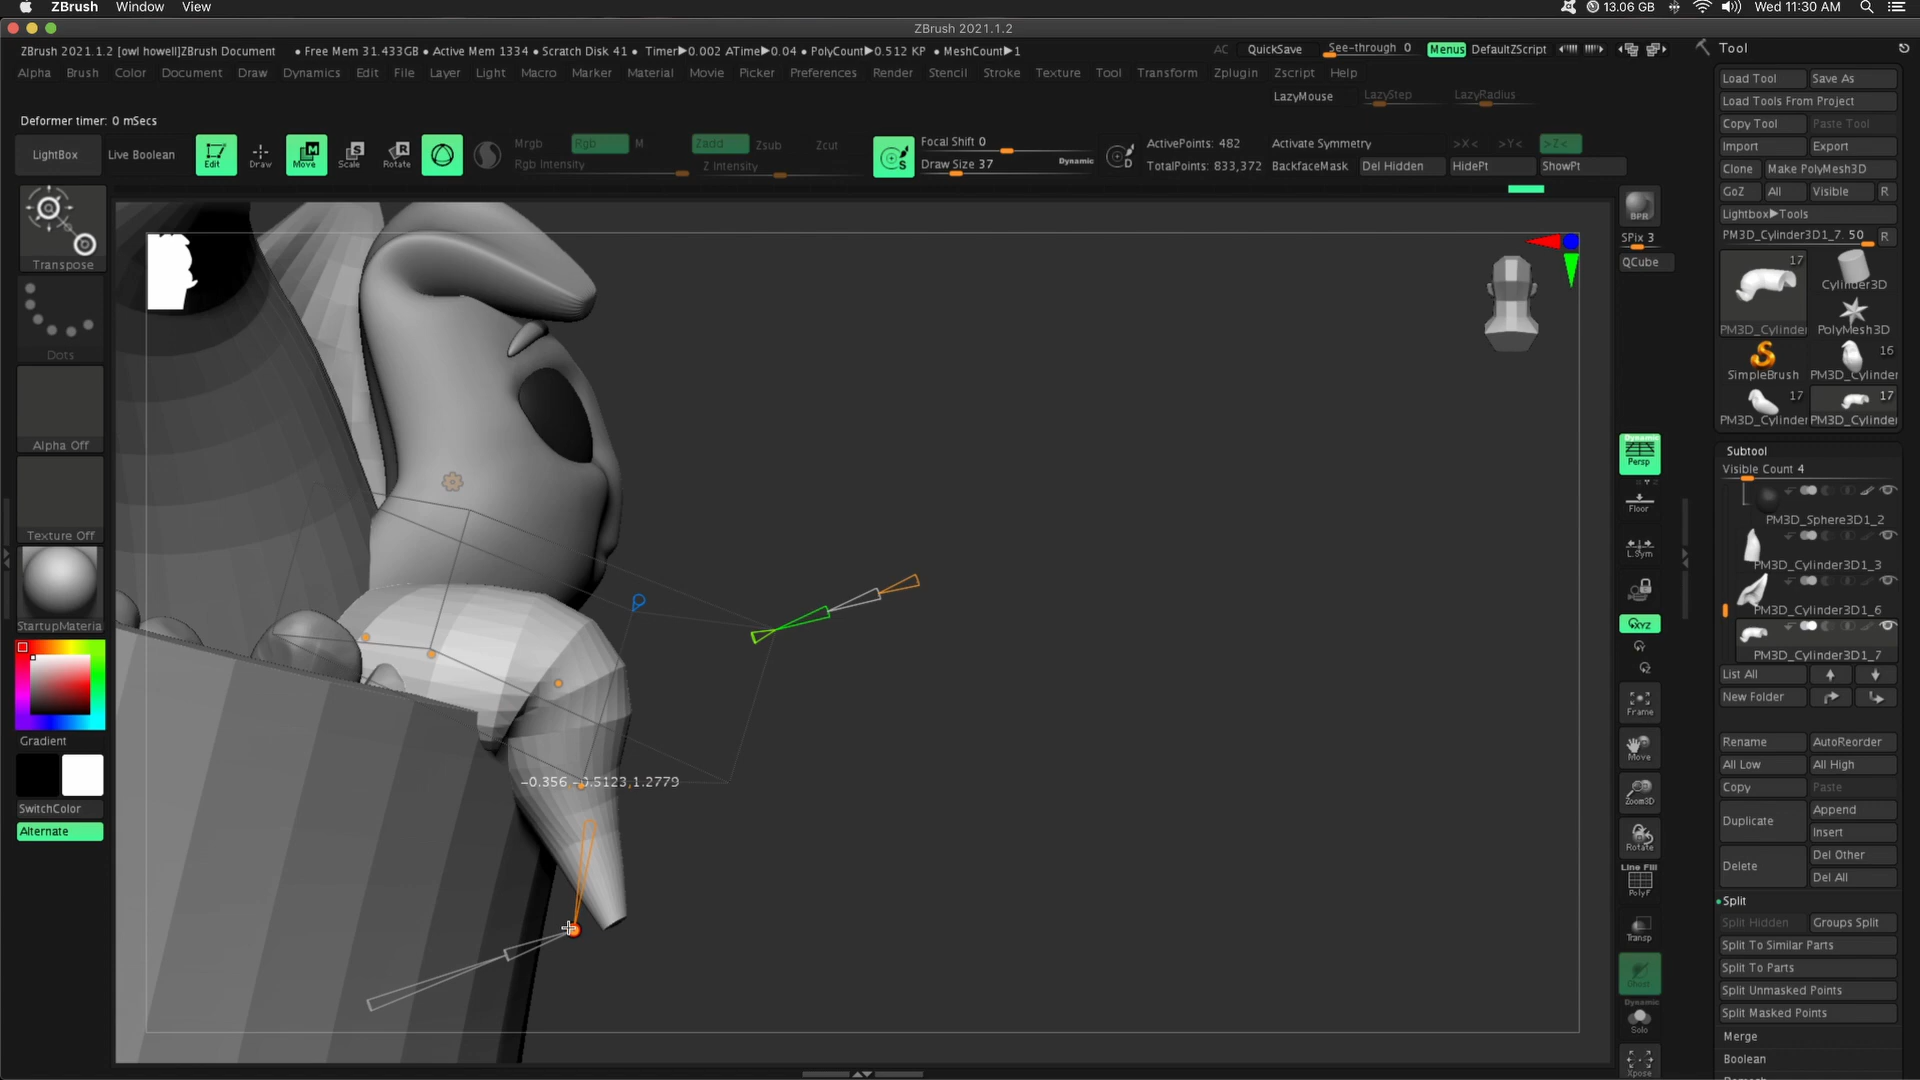 ZBrush Window View 13.06 GB Wed 11:30 AM
ZBrush 2021.1.2
ZBrush 2021.1.2 [owl howell]ZBrush Document • Free Mem 31.433GB • Active Mem 1334 • Scratch Disk 41 • Timer▶0.002 ATime▶0.04 • PolyCount▶0.512 KP • MeshCount▶1 AC QuickSave See-through 0 Menus DefaultZScript
Alpha Brush Color Document Draw Dynamics Edit File Layer Light Macro Marker Material Movie Picker Preferences Render Stencil Stroke Texture Tool Transform Zplugin Zscript Help
LazyMouse LazyStep LazyRadius
Deformer timer: 0 mSecs
LightBox Live Boolean Edit Draw Move Scale Rotate
Mrgb Rgb M Zadd Zsub Zcut
Rgb Intensity Z Intensity
Focal Shift 0
Draw Size 37 Dynamic
ActivePoints: 482 Activate Symmetry >X< >Y< >Z<
TotalPoints: 833,372 BackfaceMask Del Hidden HidePt ShowPt
Transpose
Dots
Alpha Off
Texture Off
StartupMateria
Gradient
SwitchColor
Alternate
-0.356 -0.5123,1.2779
BPR
SPix 3
QCube
Dynamic
Persp
Floor
L.Sym
XYZ
Frame
Move
Zoom3D
Rotate
Line Fill
PolyF
Transp
Ghost
Dynamic
Solo
Xpose
Tool
Load Tool Save As
Load Tools From Project
Copy Tool Paste Tool
Import Export
Clone Make PolyMesh3D
GoZ All Visible R
Lightbox▶Tools
PM3D_Cylinder3D1_7. 50 R
17
Cylinder3D
PM3D_Cylinder PolyMesh3D
16
SimpleBrush PM3D_Cylinder
17 17
PM3D_Cylinder PM3D_Cylinder
Subtool
Visible Count 4
PM3D_Sphere3D1_2
PM3D_Cylinder3D1_3
PM3D_Cylinder3D1_6
PM3D_Cylinder3D1_7
List All
New Folder
Rename AutoReorder
All Low All High
Copy Paste
Duplicate Append
Insert
Delete Del Other
Del All
Split
Split Hidden Groups Split
Split To Similar Parts
Split To Parts
Split Unmasked Points
Split Masked Points
Merge
Boolean